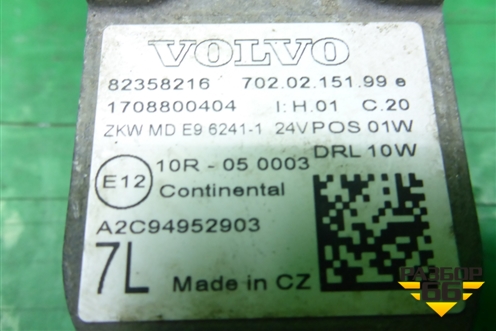 VOLVO
82358216 702.02.151.99 e
1708800404 I:H.01 C.20
ZKW MD E9 6241-1 24V POS 01W
DRL 10W
E12 10R - 05 0003
Continental
A2C94952903
7L
Made in CZ
РАЗБОР
66